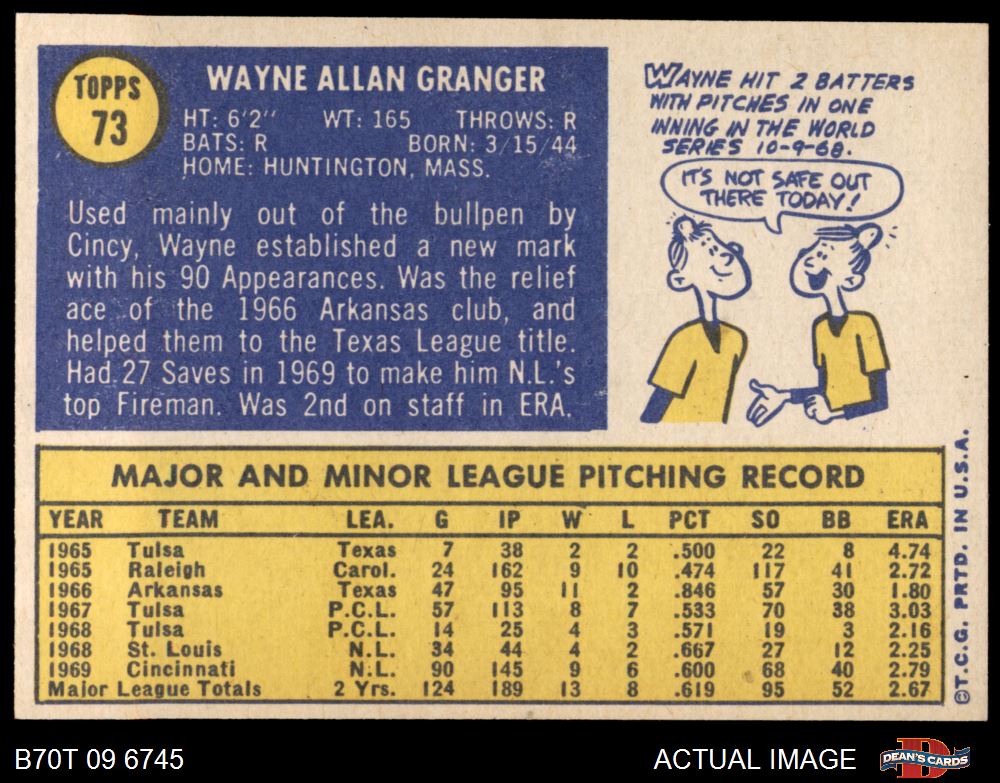 TOPPS
73
WAYNE ALLAN GRANGER
HT: 6'2" WT: 165 THROWS: R
BATS: R BORN: 3/15/44
HOME: HUNTINGTON, MASS.
Used mainly out of the bullpen by
Cincy, Wayne established a new mark
with his 90 Appearances. Was the relief
ace of the 1966 Arkansas club, and
helped them to the Texas League title.
Had 27 Saves in 1969 to make him N.L.'s
top Fireman. Was 2nd on staff in ERA.
WAYNE HIT 2 BATTERS
WITH PITCHES IN ONE
INNING IN THE WORLD
SERIES 10-9-68.
IT'S NOT SAFE OUT
THERE TODAY!
MAJOR AND MINOR LEAGUE PITCHING RECORD
YEAR TEAM LEA. G IP W L PCT SO BB ERA
1965 Tulsa Texas 7 38 2 2 .500 22 8 4.74
1965 Raleigh Carol. 24 162 9 10 .474 117 41 2.72
1966 Arkansas Texas 47 95 11 2 .846 57 30 1.80
1967 Tulsa P.C.L. 57 113 8 7 .533 70 38 3.03
1968 Tulsa P.C.L. 14 25 4 3 .571 19 3 2.16
1968 St. Louis N.L. 34 44 4 2 .667 27 12 2.25
1969 Cincinnati N.L. 90 145 9 6 .600 68 40 2.79
Major League Totals 2 Yrs. 124 189 13 8 .619 95 52 2.67
©T.C.G. PRTD. IN U.S.A.
B70T 09 6745
ACTUAL IMAGE
DEAN'S CARDS